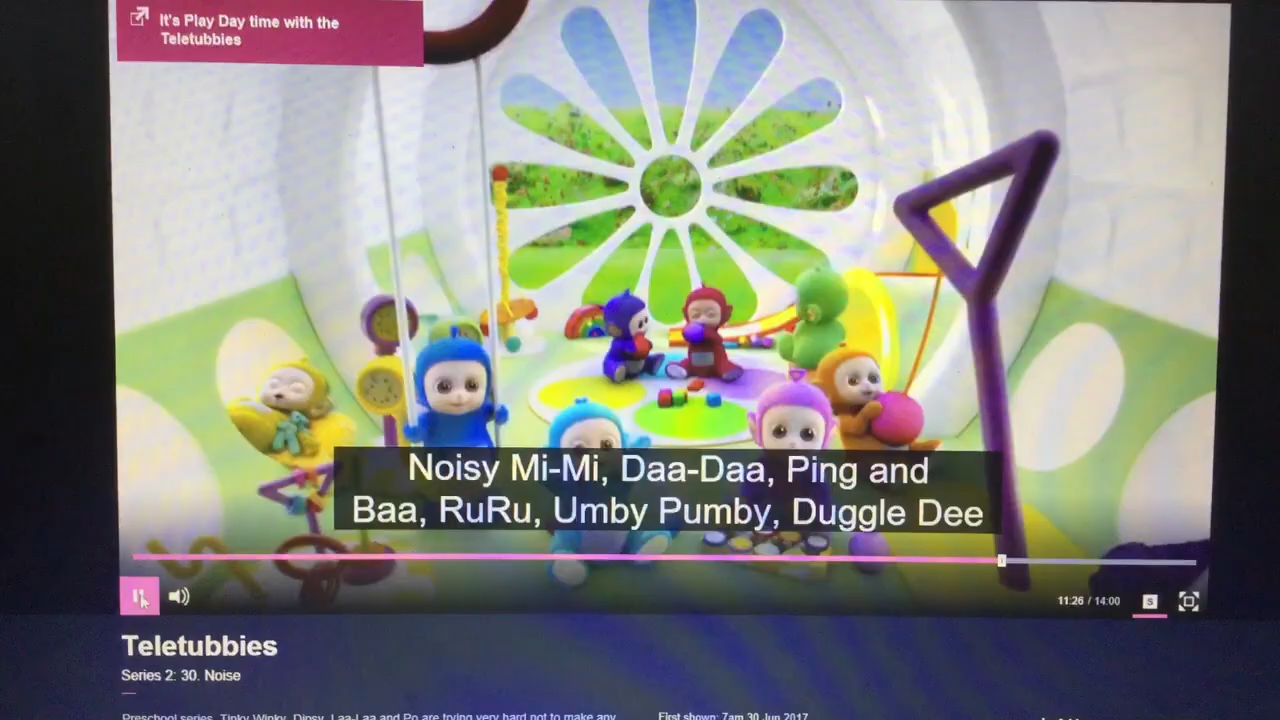 It's Play Day time with the
Teletubbies
Noisy Mi-Mi, Daa-Daa, Ping and
Baa, RuRu, Umby Pumby, Duggle Dee
11:26 / 14:00
S
Teletubbies
Series 2: 30. Noise
Preschool series. Tinky Winky, Dipsy, Laa-Laa and Po are trying very hard not to make any
First shown: 7am 30 Jun 2017